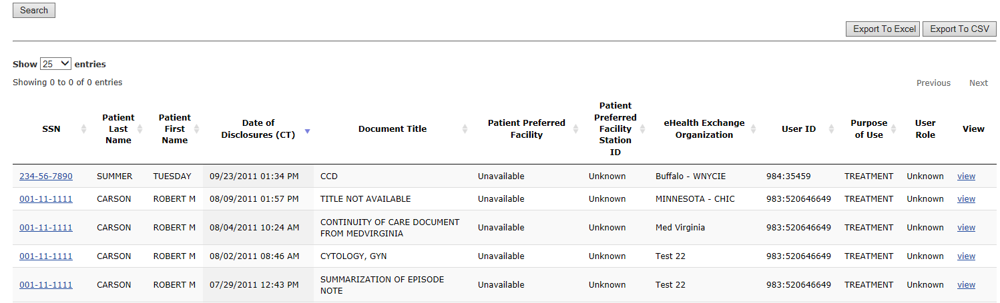 Search
Export To Excel Export To CSV
Show 25 entries
Showing 0 to 0 of 0 entries
Previous Next
SSN Patient Last Name Patient First Name Date of Disclosures (CT) Document Title Patient Preferred Facility Patient Preferred Facility Station ID eHealth Exchange Organization User ID Purpose of Use User Role View
234-56-7890 SUMMER TUESDAY 09/23/2011 01:34 PM CCD Unavailable Unknown Buffalo - WNYCIE 984:35459 TREATMENT Unknown view
001-11-1111 CARSON ROBERT M 08/09/2011 01:57 PM TITLE NOT AVAILABLE Unavailable Unknown MINNESOTA - CHIC 983:520646649 TREATMENT Unknown view
001-11-1111 CARSON ROBERT M 08/04/2011 10:24 AM CONTINUITY OF CARE DOCUMENT FROM MEDVIRGINIA Unavailable Unknown Med Virginia 983:520646649 TREATMENT Unknown view
001-11-1111 CARSON ROBERT M 08/02/2011 08:46 AM CYTOLOGY, GYN Unavailable Unknown Test 22 983:520646649 TREATMENT Unknown view
001-11-1111 CARSON ROBERT M 07/29/2011 12:43 PM SUMMARIZATION OF EPISODE NOTE Unavailable Unknown Test 22 983:520646649 TREATMENT Unknown view